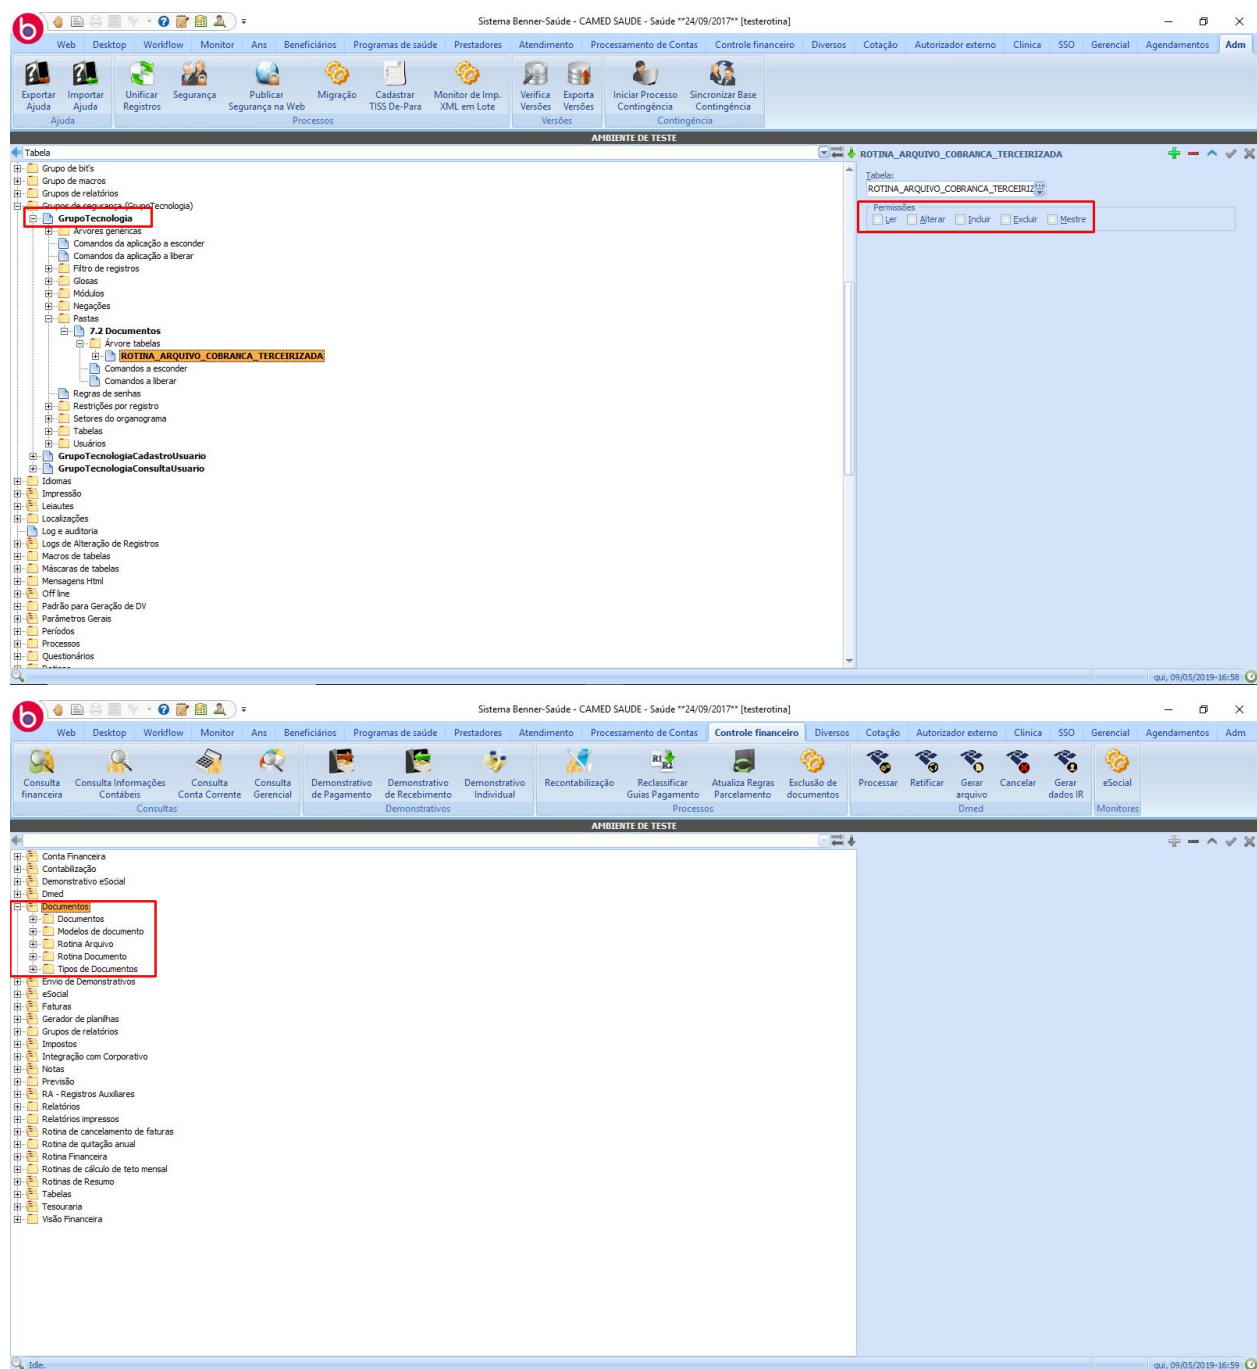 Sistema Benner-Saúde - CAMED SAUDE - Saúde **24/09/2017** [testerotina]
Web Desktop Workflow Monitor Ans Beneficiários Programas de saúde Prestadores Atendimento Processamento de Contas Controle financeiro Diversos Cotação Autorizador externo Clinica SSO Gerencial Agendamentos Adm
Exportar Ajuda Importar Ajuda Unificar Registros Segurança Publicar Segurança na Web Migração Cadastrar TISS De-Para Monitor de Imp. XML em Lote Verifica Versões Exporta Versões Iniciar Processo Contingência Sincronizar Base Contingência
Ajuda Processos Versões Contingência
AMBIENTE DE TESTE
Tabela
Grupo de bit's
Grupo de macros
Grupos de relatórios
Grupos de segurança (GrupoTecnologia)
GrupoTecnologia
Árvores genéricas
Comandos da aplicação a esconder
Comandos da aplicação a liberar
Filtro de registros
Glosas
Módulos
Negações
Pastas
7.2 Documentos
Árvore tabelas
ROTINA_ARQUIVO_COBRANCA_TERCEIRIZADA
Comandos a esconder
Comandos a liberar
Regras de senhas
Restrições por registro
Setores do organograma
Tabelas
Usuários
GrupoTecnologiaCadastroUsuario
GrupoTecnologiaConsultaUsuario
Idiomas
Impressão
Leiautes
Localizações
Log e auditoria
Logs de Alteração de Registros
Macros de tabelas
Máscaras de tabelas
Mensagens Html
Off line
Padrão para Geração de DV
Parâmetros Gerais
Períodos
Processos
Questionários
ROTINA_ARQUIVO_COBRANCA_TERCEIRIZADA
Tabela:
ROTINA_ARQUIVO_COBRANCA_TERCEIRIZ
Permissões
Ler Alterar Incluir Excluir Mestre
qui, 09/05/2019-16:58
Sistema Benner-Saúde - CAMED SAUDE - Saúde **24/09/2017** [testerotina]
Web Desktop Workflow Monitor Ans Beneficiários Programas de saúde Prestadores Atendimento Processamento de Contas Controle financeiro Diversos Cotação Autorizador externo Clinica SSO Gerencial Agendamentos Adm
Consulta financeira Consulta Informações Contábeis Consulta Conta Corrente Consulta Gerencial Demonstrativo de Pagamento Demonstrativo de Recebimento Demonstrativo Individual Recontabilização Reclassificar Guias Pagamento Atualiza Regras Parcelamento Exclusão de documentos Processar Retificar Gerar arquivo Cancelar Gerar dados IR eSocial
Consultas Demonstrativos Processos Dmed Monitores
AMBIENTE DE TESTE
Conta Financeira
Contabilização
Demonstrativo eSocial
Dmed
Documentos
Documentos
Modelos de documento
Rotina Arquivo
Rotina Documento
Tipos de Documentos
Envio de Demonstrativos
eSocial
Faturas
Gerador de planilhas
Grupos de relatórios
Impostos
Integração com Corporativo
Notas
Previsão
RA - Registros Auxiliares
Relatórios
Relatórios impressos
Rotina de cancelamento de faturas
Rotina de quitação anual
Rotina Financeira
Rotinas de cálculo de teto mensal
Rotinas de Resumo
Tabelas
Tesouraria
Visão Financeira
Idle.
qui, 09/05/2019-16:59